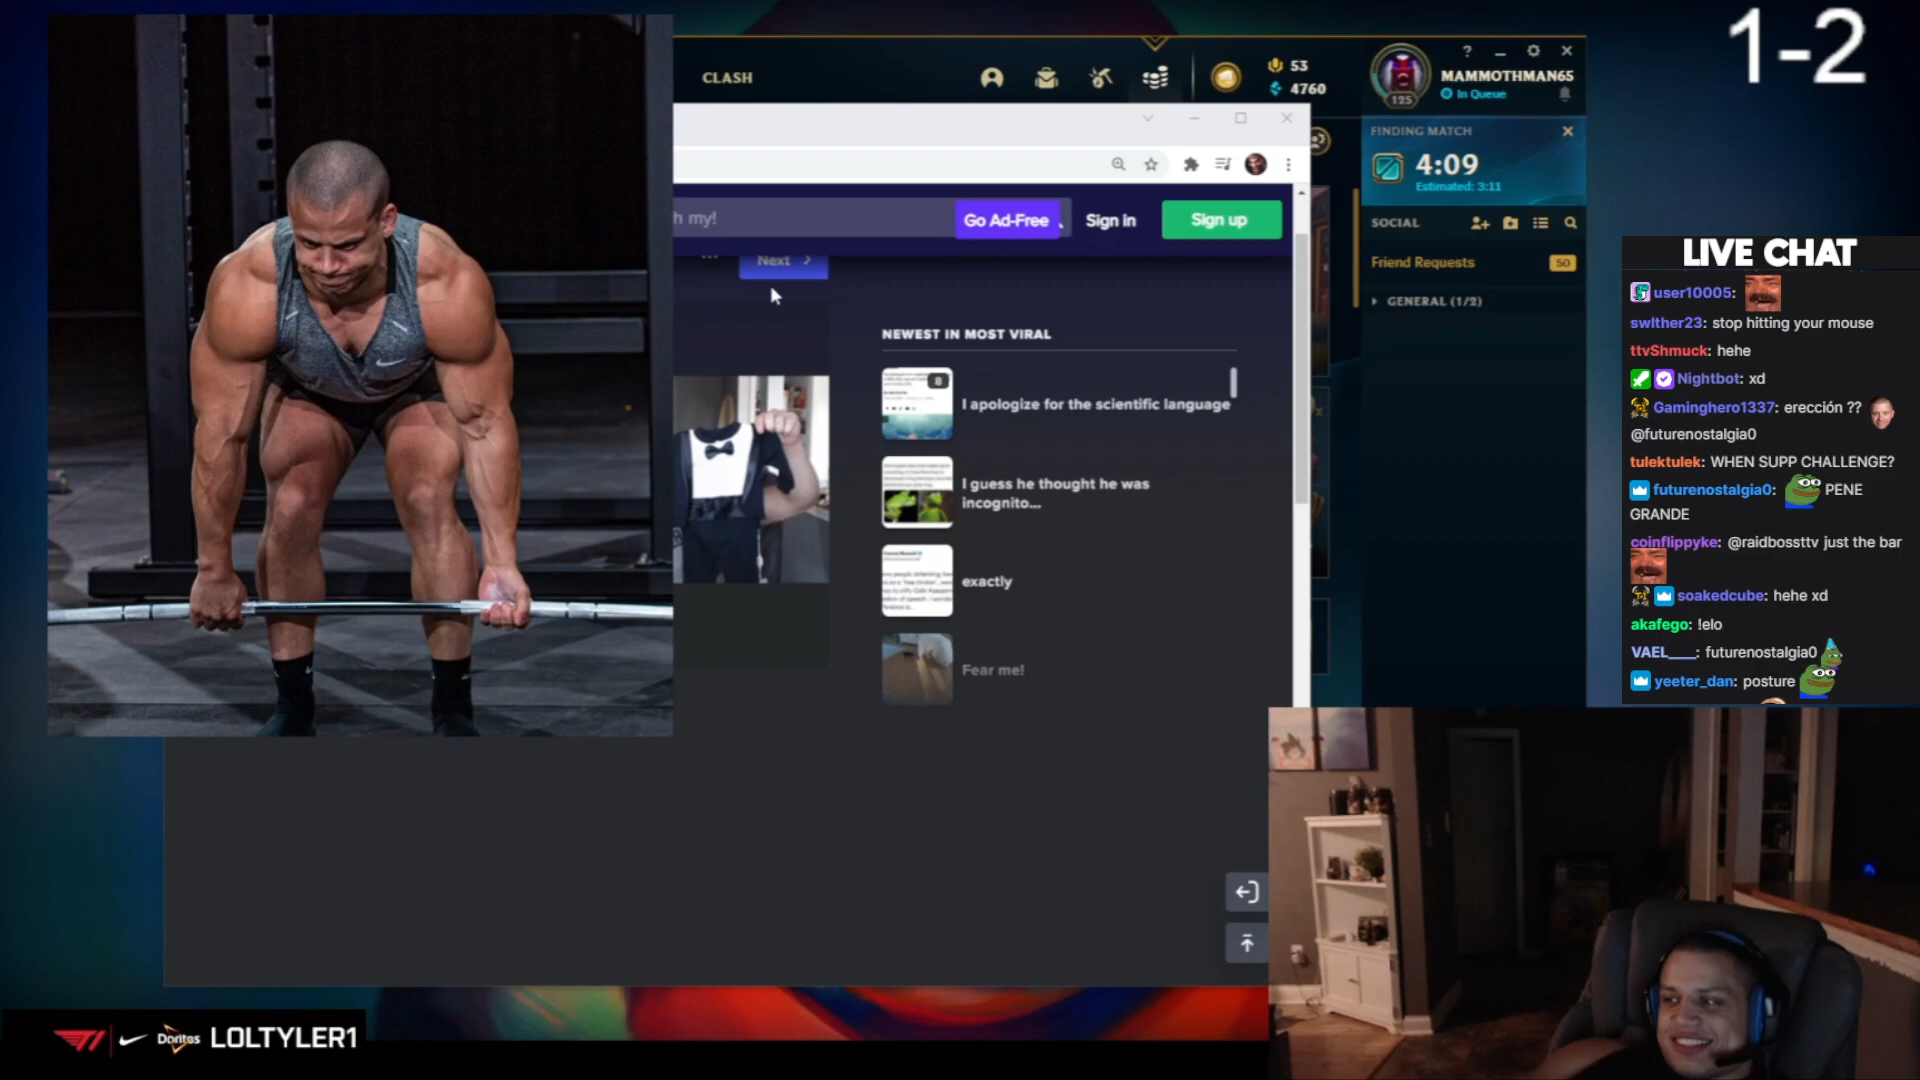 1-2
CLASH
53
4760
125
?
MAMMOTHMAN65
In Queue
FINDING MATCH
4:09
Estimated: 3:11
SOCIAL
Friend Requests
50
GENERAL (1/2)
h my!
Go Ad-Free
Sign in
Sign up
Next
NEWEST IN MOST VIRAL
8
I apologize for the scientific language
I guess he thought he was
incognito...
exactly
Fear me!
LIVE CHAT
user10005:
swlther23: stop hitting your mouse
ttvShmuck: hehe
Nightbot: xd
Gaminghero1337: erección ??
@futurenostalgia0
tulektulek: WHEN SUPP CHALLENGE?
futurenostalgia0: PENE
GRANDE
coinflippyke: @raidbossttv just the bar
soakedcube: hehe xd
akafego: !elo
VAEL____: futurenostalgia0
yeeter_dan: posture
T1
Doritos
LOLTYLER1